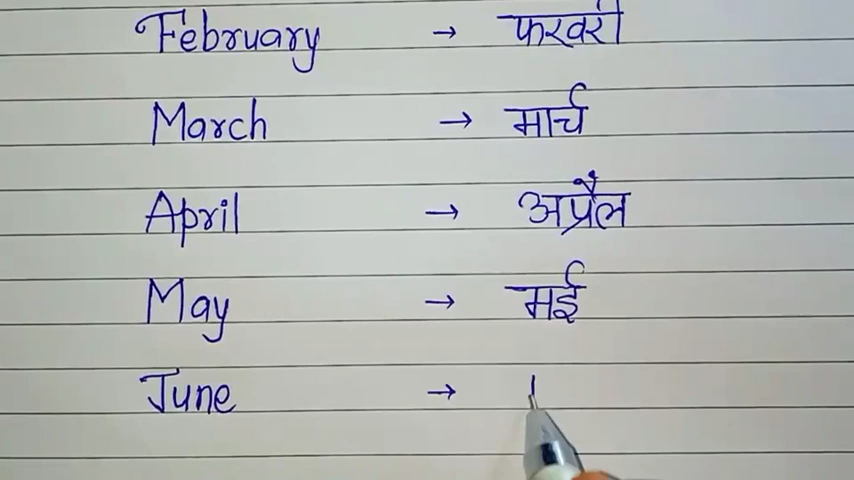 February → फरवरी
March → मार्च
April → अप्रैल
May → मई
June →